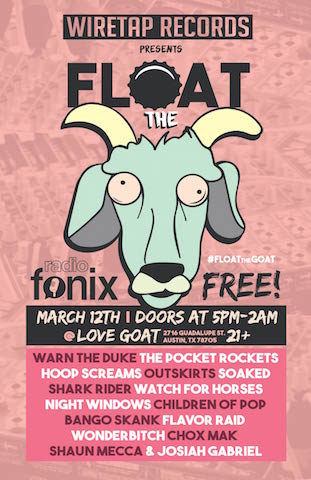 WIRETAP RECORDS
PRESENTS
FLOAT
THE
#FLOATTHEGOAT
radio
fonix
FREE!
MARCH 12TH | DOORS AT 5PM-2AM
@ LOVE GOAT 2716 GUADALUPE ST. AUSTIN, TX 78705 21+
WARN THE DUKE THE POCKET ROCKETS
HOOP SCREAMS OUTSKIRTS SOAKED
SHARK RIDER WATCH FOR HORSES
NIGHT WINDOWS CHILDREN OF POP
BANGO SKANK FLAVOR RAID
WONDERBITCH CHOX MAK
SHAUN MECCA & JOSIAH GABRIEL